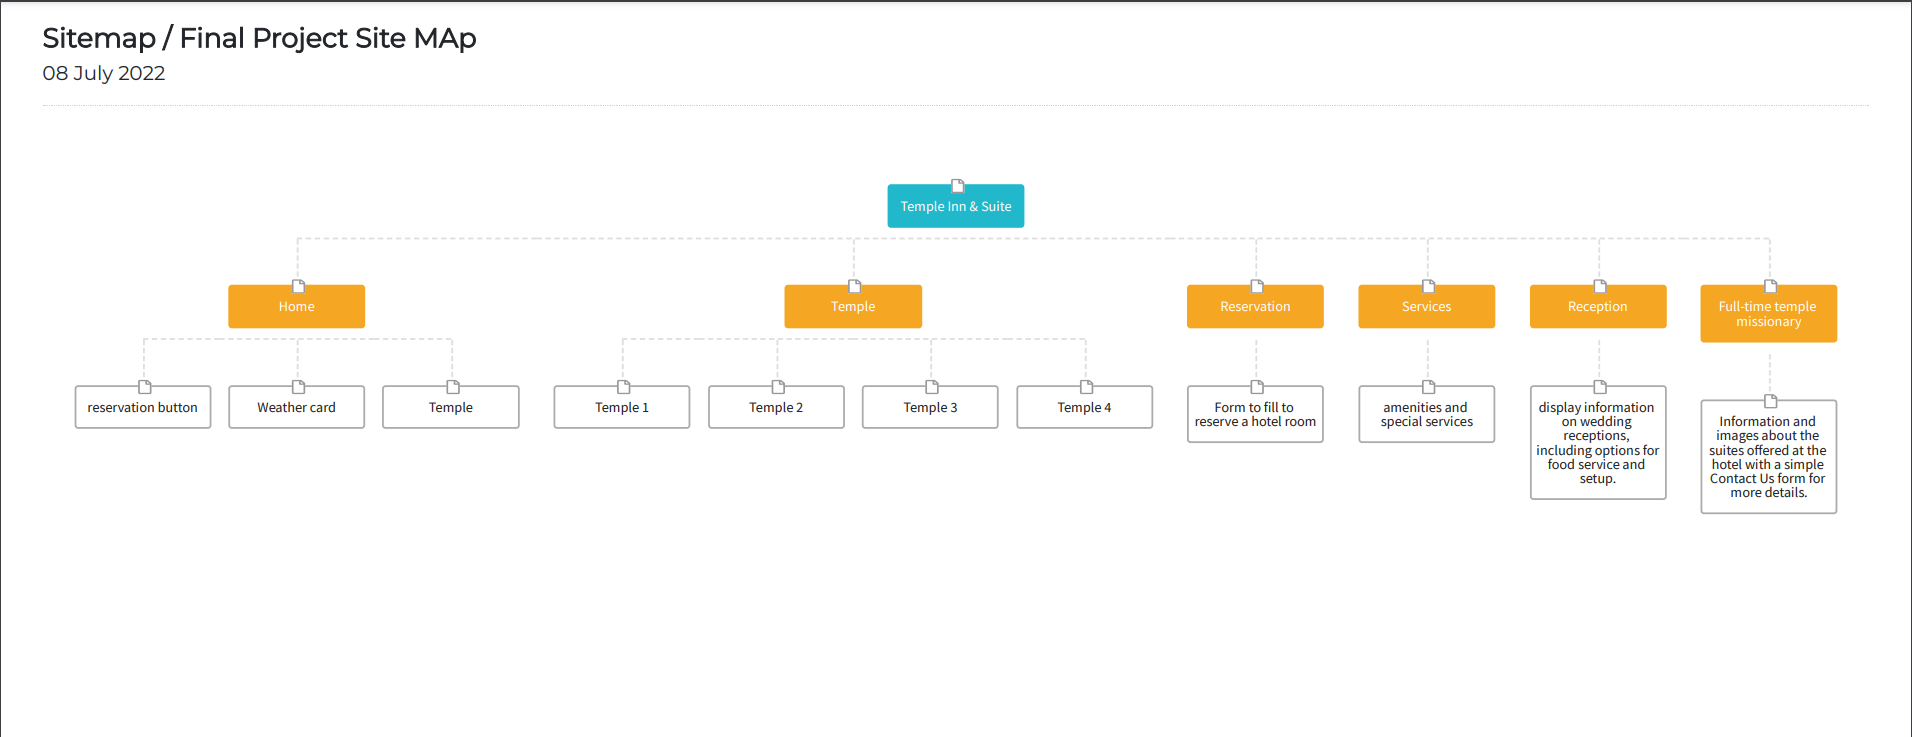 Sitemap / Final Project Site MAp
08 July 2022
Temple Inn & Suite
Home
Temple
Reservation
Services
Reception
Full-time temple
missionary
reservation button
Weather card
Temple
Temple 1
Temple 2
Temple 3
Temple 4
Form to fill to
reserve a hotel room
amenities and
special services
display information
on wedding
receptions,
including options for
food service and
setup.
Information and
images about the
suites offered at the
hotel with a simple
Contact Us form for
more details.